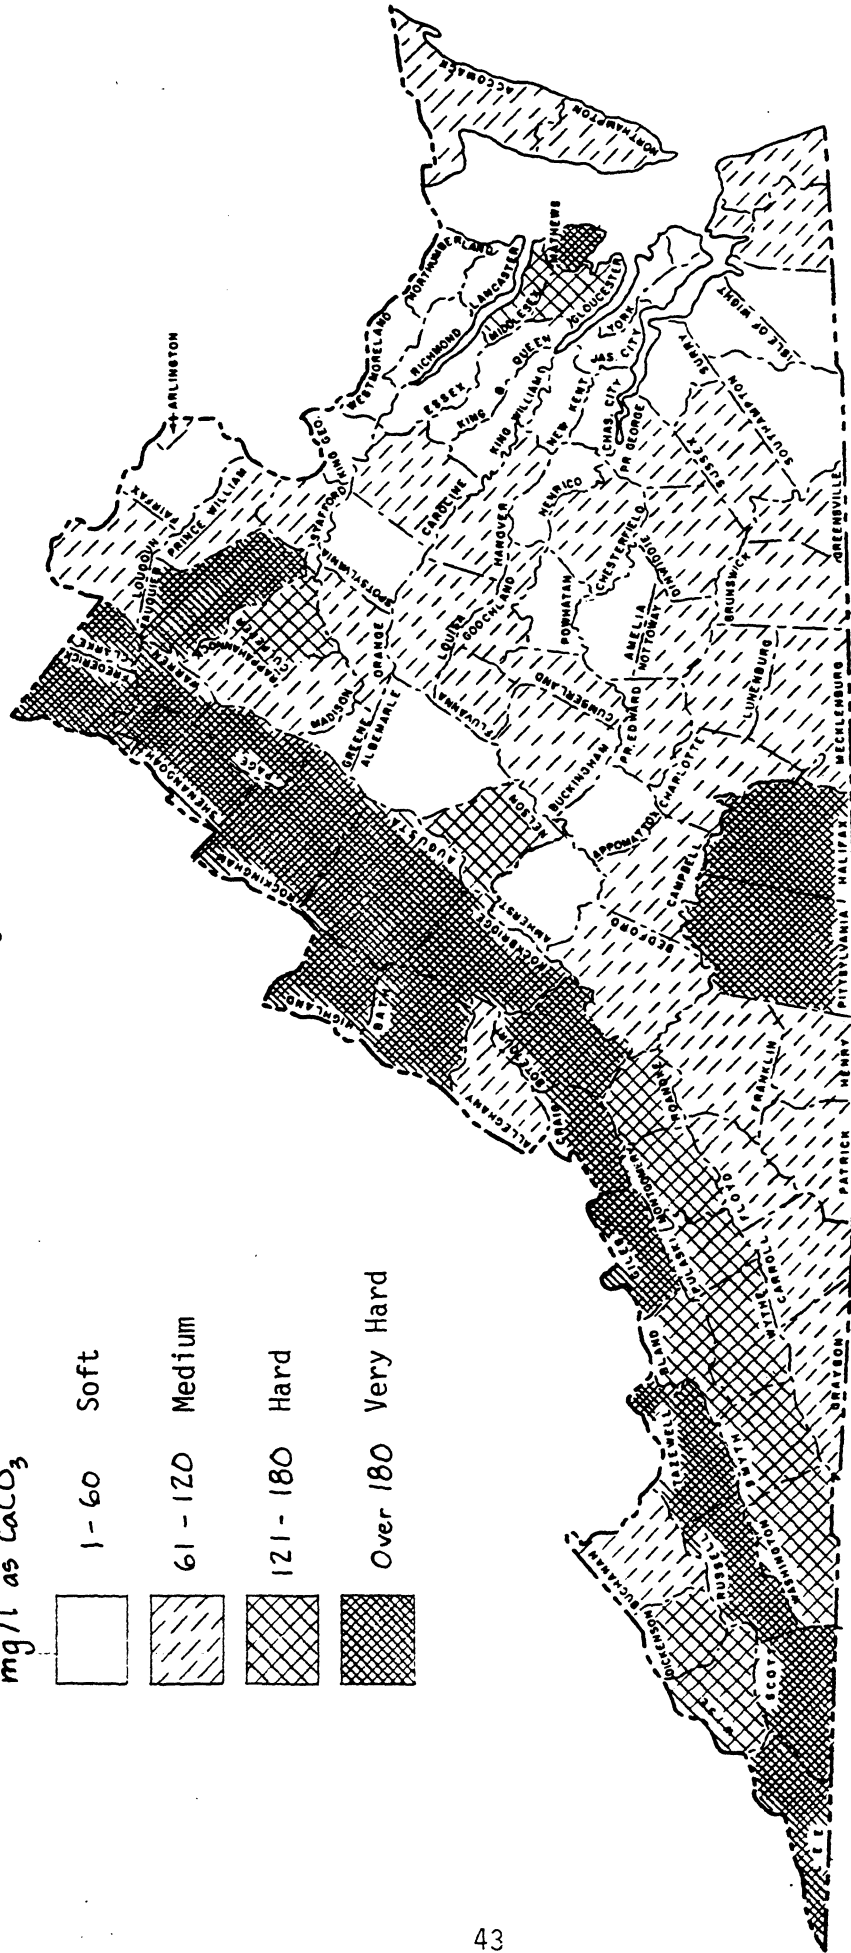 mg/l as CaCO3
1-60 Soft
61-120 Medium
121-180 Hard
Over 180 Very Hard
ARLINGTON
FAIRFAX
LOUDOUN
PRINCE WILLIAM
FAUQUIER
CLARKE
FREDERICK
WARREN
RAPPAHANNOCK
CULPEPER
STAFFORD
KING GEO.
WESTMORELAND
NORTHUMBERLAND
RICHMOND
LANCASTER
ESSEX
MIDDLESEX
MATHEWS
GLOUCESTER
KING & QUEEN
KING WILLIAM
NEW KENT
JAS. CITY
YORK
CHAS. CITY
ACCOMACK
NORTHAMPTON
SHENANDOAH
PAGE
MADISON
GREENE
ORANGE
ALBEMARLE
SPOTSYLVANIA
CAROLINE
HANOVER
LOUISA
GOOCHLAND
FLUVANNA
HENRICO
POWHATAN
CHESTERFIELD
PR. GEORGE
SURRY
ISLE OF WIGHT
SUSSEX
SOUTHAMPTON
ROCKINGHAM
AUGUSTA
HIGHLAND
BATH
ROCKBRIDGE
NELSON
AMHERST
BUCKINGHAM
CUMBERLAND
AMELIA
NOTTOWAY
DINWIDDIE
PR. EDWARD
APPOMATTOX
CHARLOTTE
LUNENBURG
BRUNSWICK
GREENSVILLE
MECKLENBURG
CAMPBELL
BEDFORD
PITTSYLVANIA
HALIFAX
ALLEGHANY
BOTETOURT
CRAIG
ROANOKE
FRANKLIN
HENRY
PATRICK
GILES
MONTGOMERY
FLOYD
PULASKI
BLAND
WYTHE
CARROLL
GRAYSON
TAZEWELL
SMYTH
BUCHANAN
DICKENSON
RUSSELL
WASHINGTON
SCOTT
LEE
43